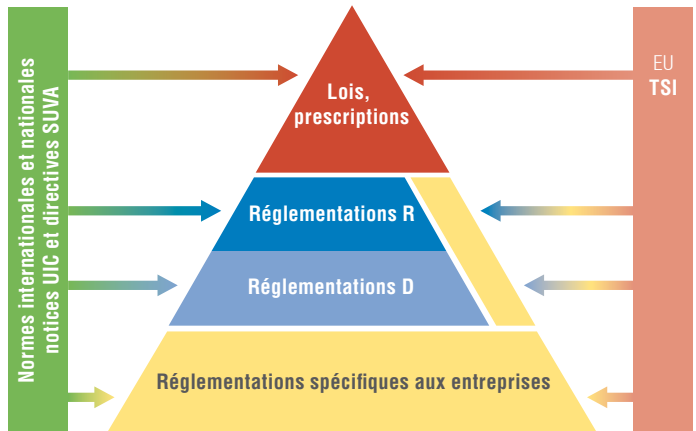 Normes internationales et nationales
notices UIC et directives SUVA
Lois,
prescriptions
Réglementations R
Réglementations D
Réglementations spécifiques aux entreprises
EU
TSI